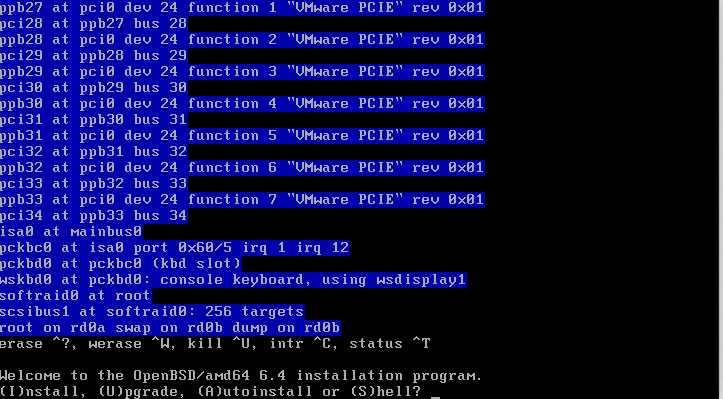 ppb27 at pci0 dev 24 function 1 "VMware PCIE" rev 0x01
pci28 at ppb27 bus 28
ppb28 at pci0 dev 24 function 2 "VMware PCIE" rev 0x01
pci29 at ppb28 bus 29
ppb29 at pci0 dev 24 function 3 "VMware PCIE" rev 0x01
pci30 at ppb29 bus 30
ppb30 at pci0 dev 24 function 4 "VMware PCIE" rev 0x01
pci31 at ppb30 bus 31
ppb31 at pci0 dev 24 function 5 "VMware PCIE" rev 0x01
pci32 at ppb31 bus 32
ppb32 at pci0 dev 24 function 6 "VMware PCIE" rev 0x01
pci33 at ppb32 bus 33
ppb33 at pci0 dev 24 function 7 "VMware PCIE" rev 0x01
pci34 at ppb33 bus 34
isa0 at mainbus0
pckbc0 at isa0 port 0x60/5 irq 1 irq 12
pckbd0 at pckbc0 (kbd slot)
wskbd0 at pckbd0: console keyboard, using wsdisplay1
softraid0 at root
scsibus1 at softraid0: 256 targets
root on rd0a swap on rd0b dump on rd0b
erase ^?, werase ^W, kill ^U, intr ^C, status ^T
Welcome to the OpenBSD/amd64 6.4 installation program.
(I)nstall, (U)pgrade, (A)utoinstall or (S)hell? _